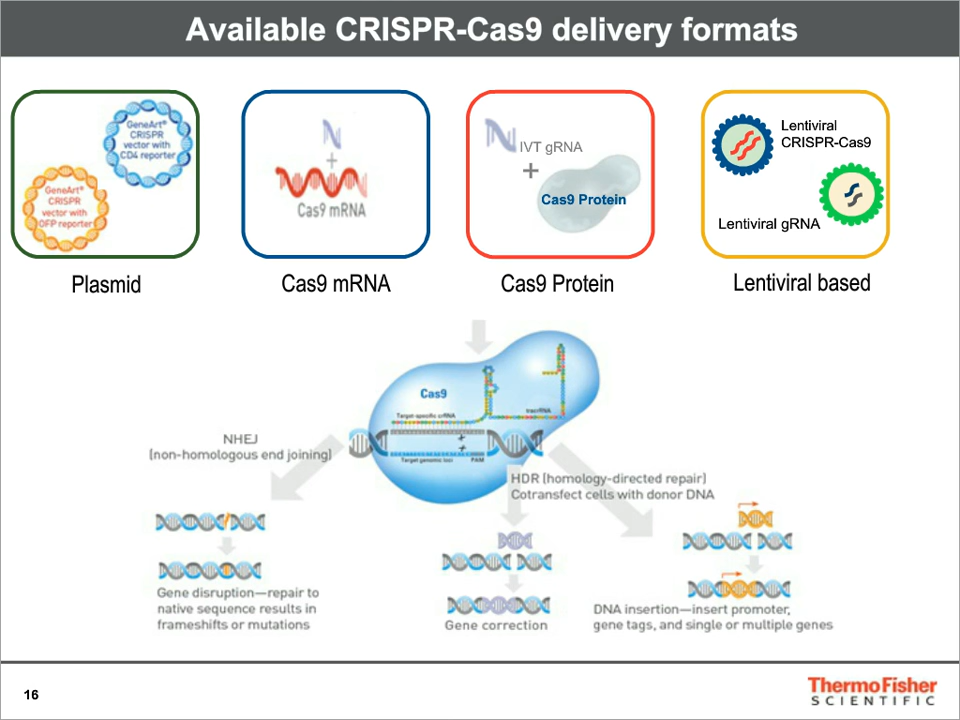 Available CRISPR-Cas9 delivery formats
GeneArt®
CRISPR
vector with
CD4 reporter
GeneArt®
CRISPR
vector with
OFP reporter
+
Cas9 mRNA
IVT gRNA
+
Cas9 Protein
Lentiviral
CRISPR-Cas9
Lentiviral gRNA
Plasmid
Cas9 mRNA
Cas9 Protein
Lentiviral based
Cas9
Target-specific crRNA
tracrRNA
Target genomic loci
PAM
NHEJ
(non-homologous end joining)
HDR (homology-directed repair)
Cotransfect cells with donor DNA
Gene disruption—repair to
native sequence results in
frameshifts or mutations
Gene correction
DNA insertion—insert promoter,
gene tags, and single or multiple genes
16
ThermoFisher
SCIENTIFIC